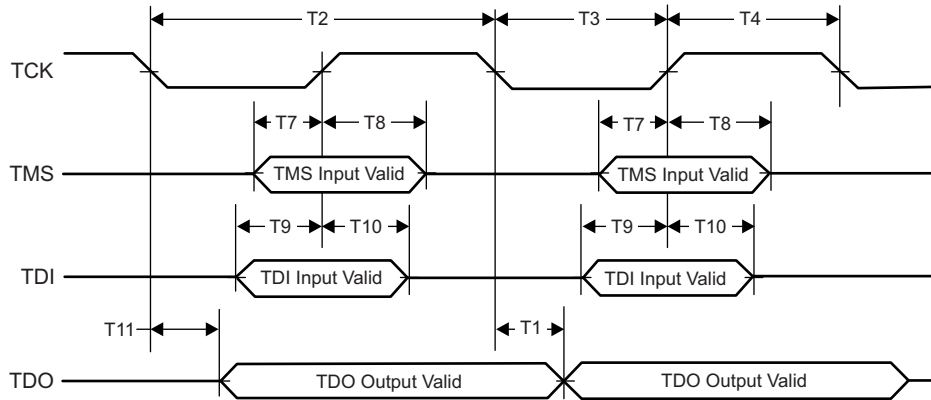 T2 T3 T4
TCK
T7 T8 T7 T8
TMS TMS Input Valid TMS Input Valid
T9 T10 T9 T10
TDI TDI Input Valid TDI Input Valid
T11 T1
TDO TDO Output Valid TDO Output Valid